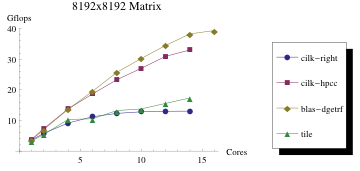 8192x8192 Matrix
Gflops
40
30
20
10
5 10 15 Cores
cilk-right
cilk-hpcc
blas-dgetrf
tile